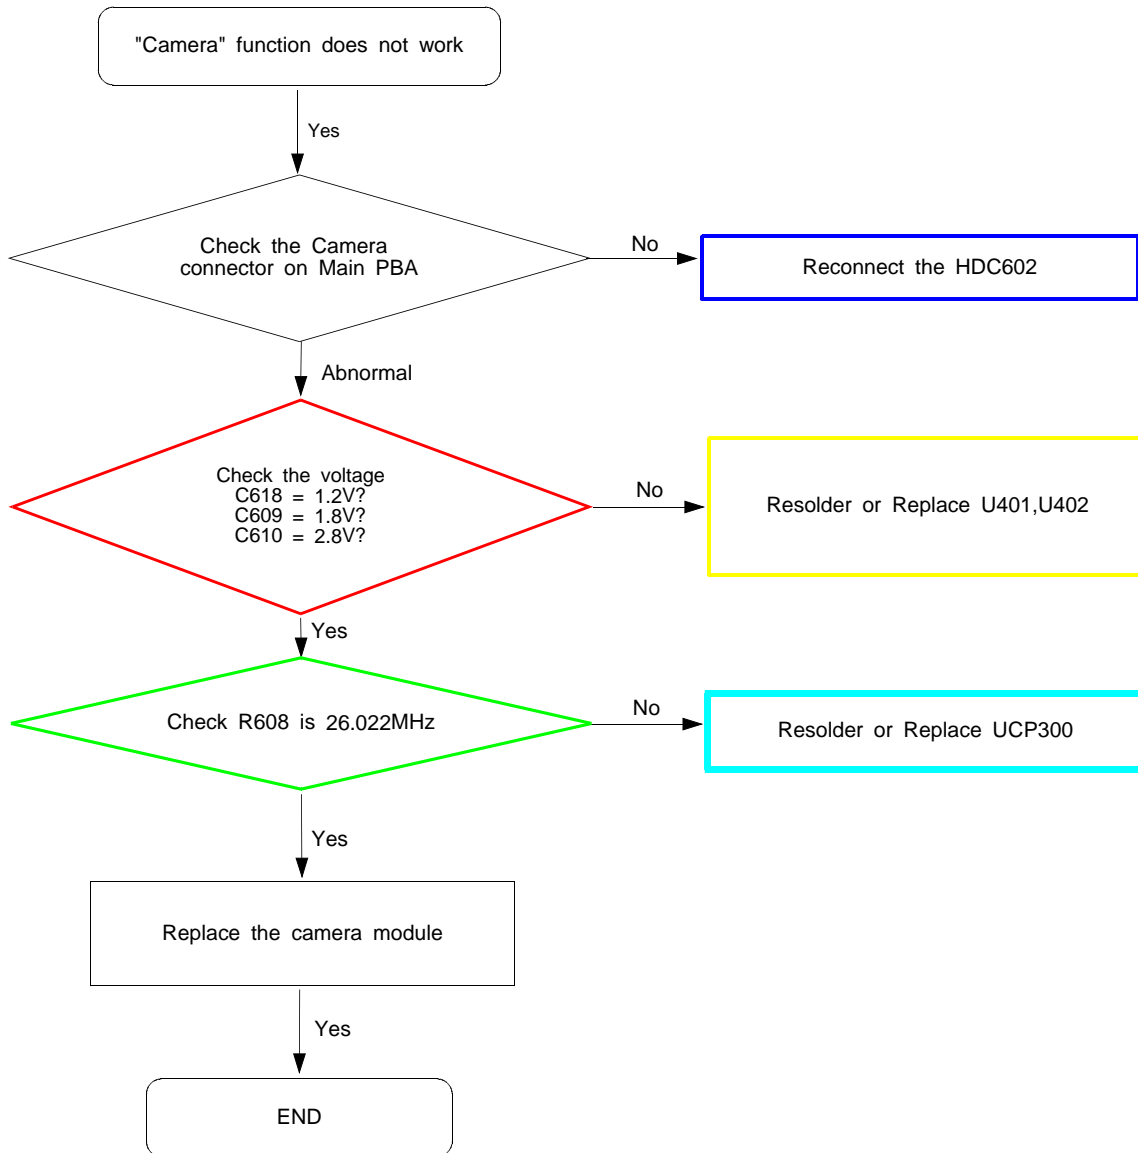 "Camera" function does not work
Yes
Check the Camera
connector on Main PBA
No
Reconnect the HDC602
Abnormal
Check the voltage
C618 = 1.2V?
C609 = 1.8V?
C610 = 2.8V?
No
Resolder or Replace U401,U402
Yes
Check R608 is 26.022MHz
No
Resolder or Replace UCP300
Yes
Replace the camera module
Yes
END